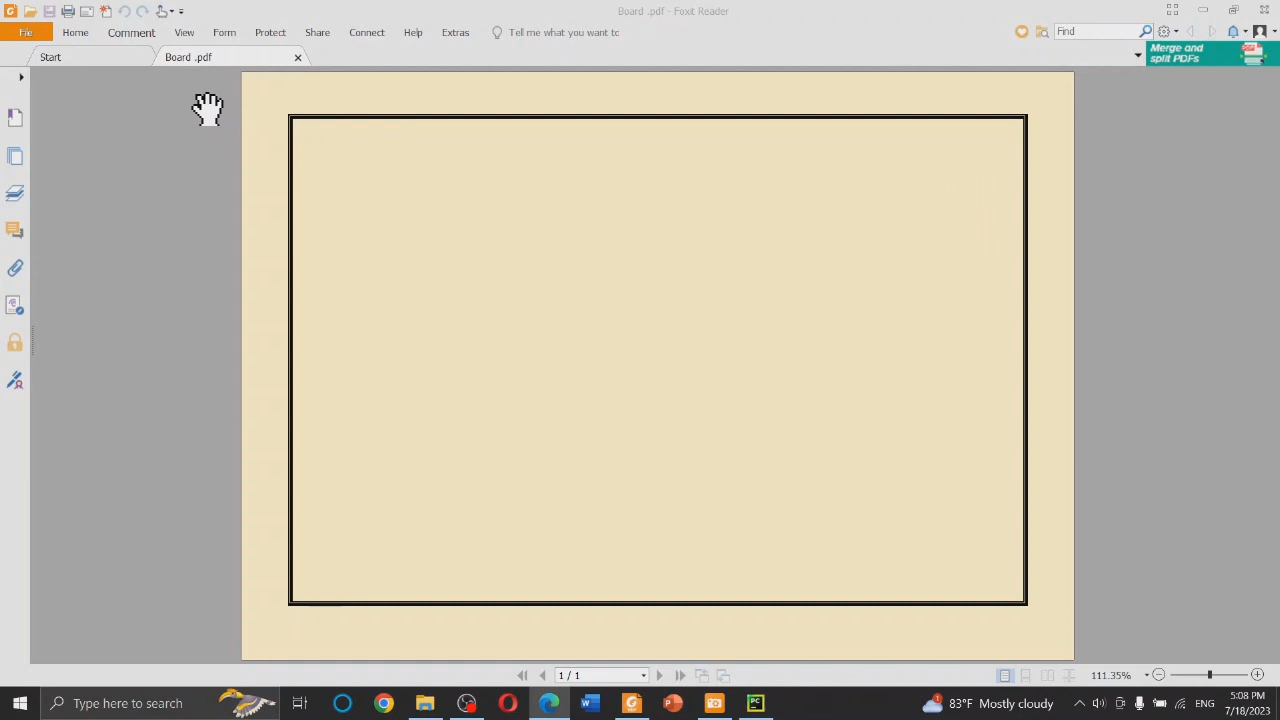 Board .pdf - Foxit Reader
File Home Comment View Form Protect Share Connect Help Extras Tell me what you want to Find
Start Board .pdf Merge and
split PDFs
1 / 1 111.35%
Type here to search 83°F Mostly cloudy ENG 5:08 PM
7/18/2023